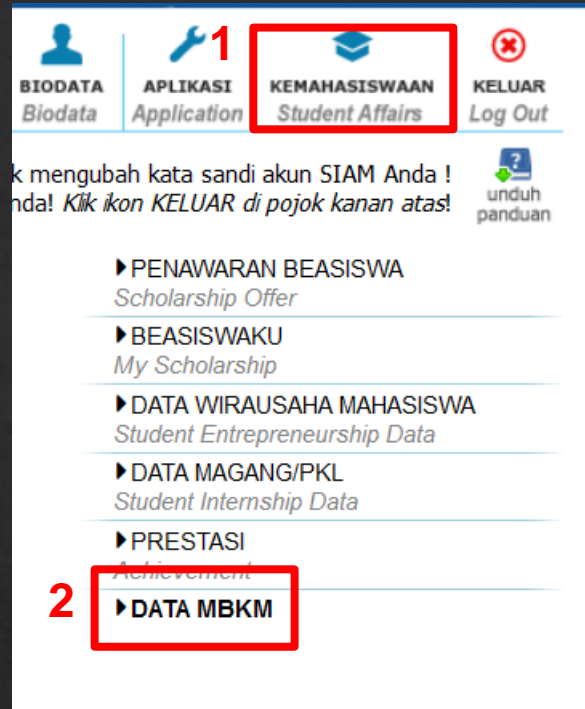 1
BIODATA APLIKASI KEMAHASISWAAN KELUAR
Biodata Application Student Affairs Log Out
k mengubah kata sandi akun SIAM Anda !
nda! Klik ikon KELUAR di pojok kanan atas!
unduh
panduan
PENAWARAN BEASISWA
Scholarship Offer
BEASISWAKU
My Scholarship
DATA WIRAUSAHA MAHASISWA
Student Entrepreneurship Data
DATA MAGANG/PKL
Student Internship Data
PRESTASI
Achievement
2
DATA MBKM